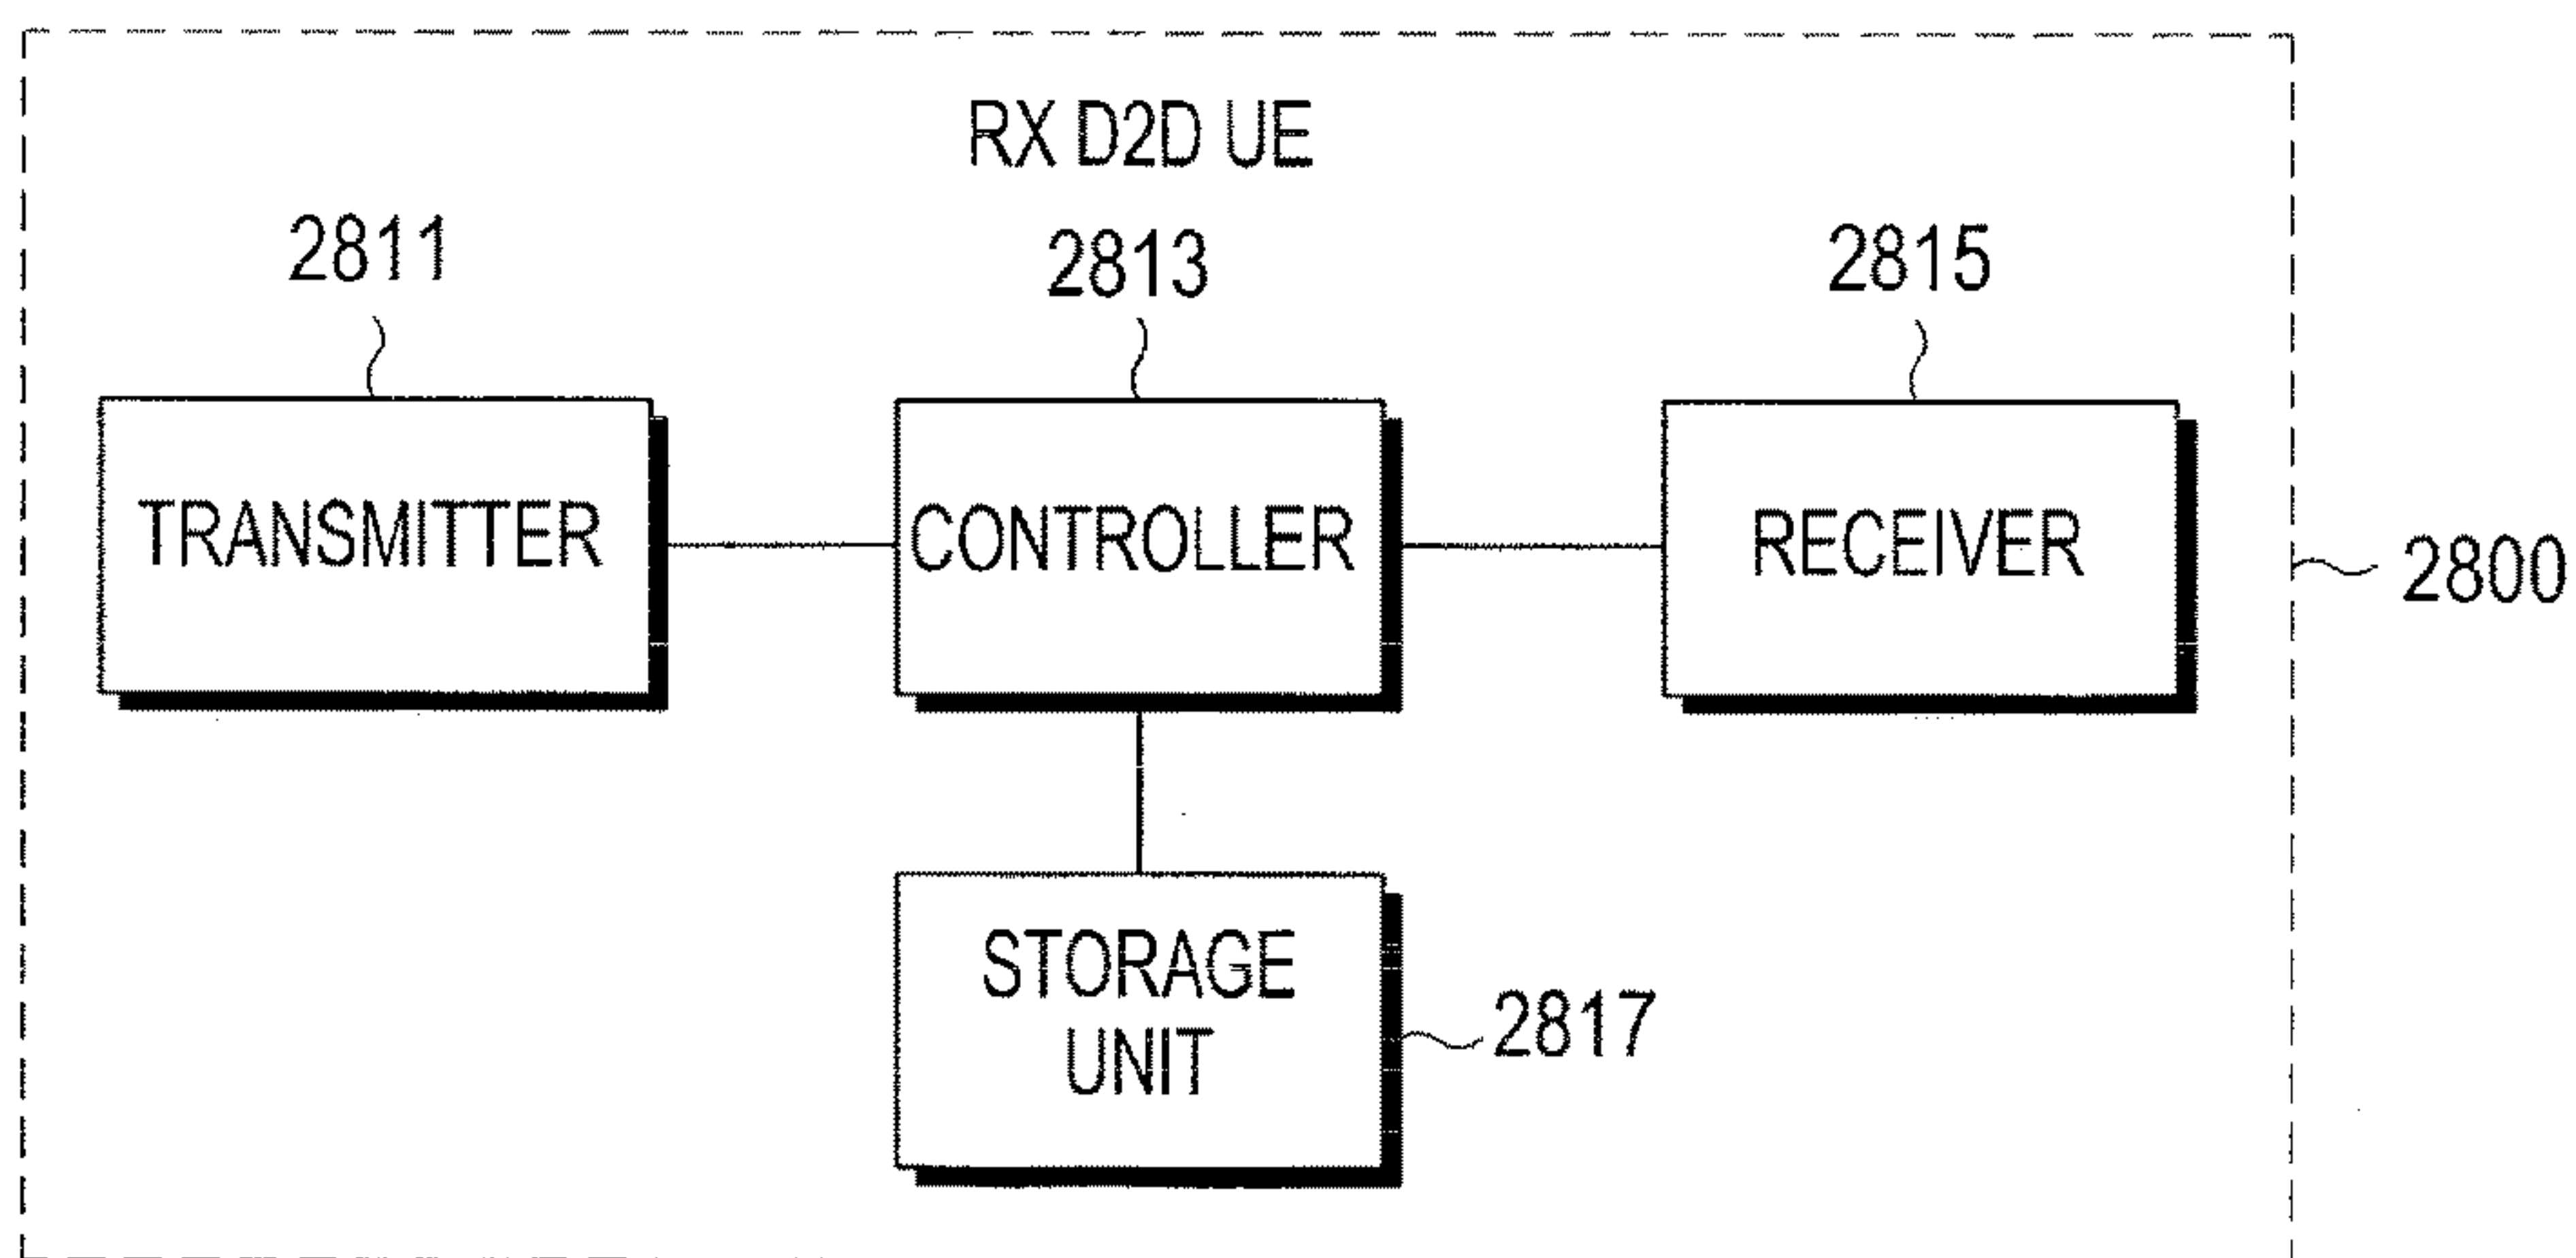 RX D2D UE
2811
2813
2815
TRANSMITTER
CONTROLLER
RECEIVER
2800
STORAGE
UNIT
2817